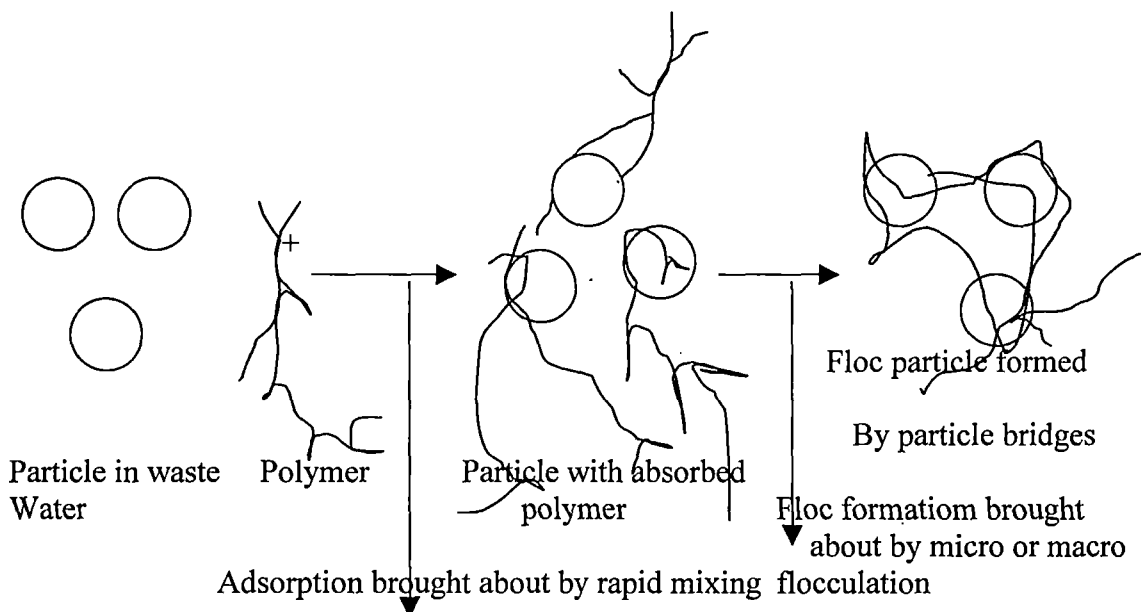 +
Floc particle formed
By particle bridges
Particle in waste
Water
Polymer
Particle with absorbed
polymer
Floc formatiom brought
about by micro or macro
Adsorption brought about by rapid mixing flocculation